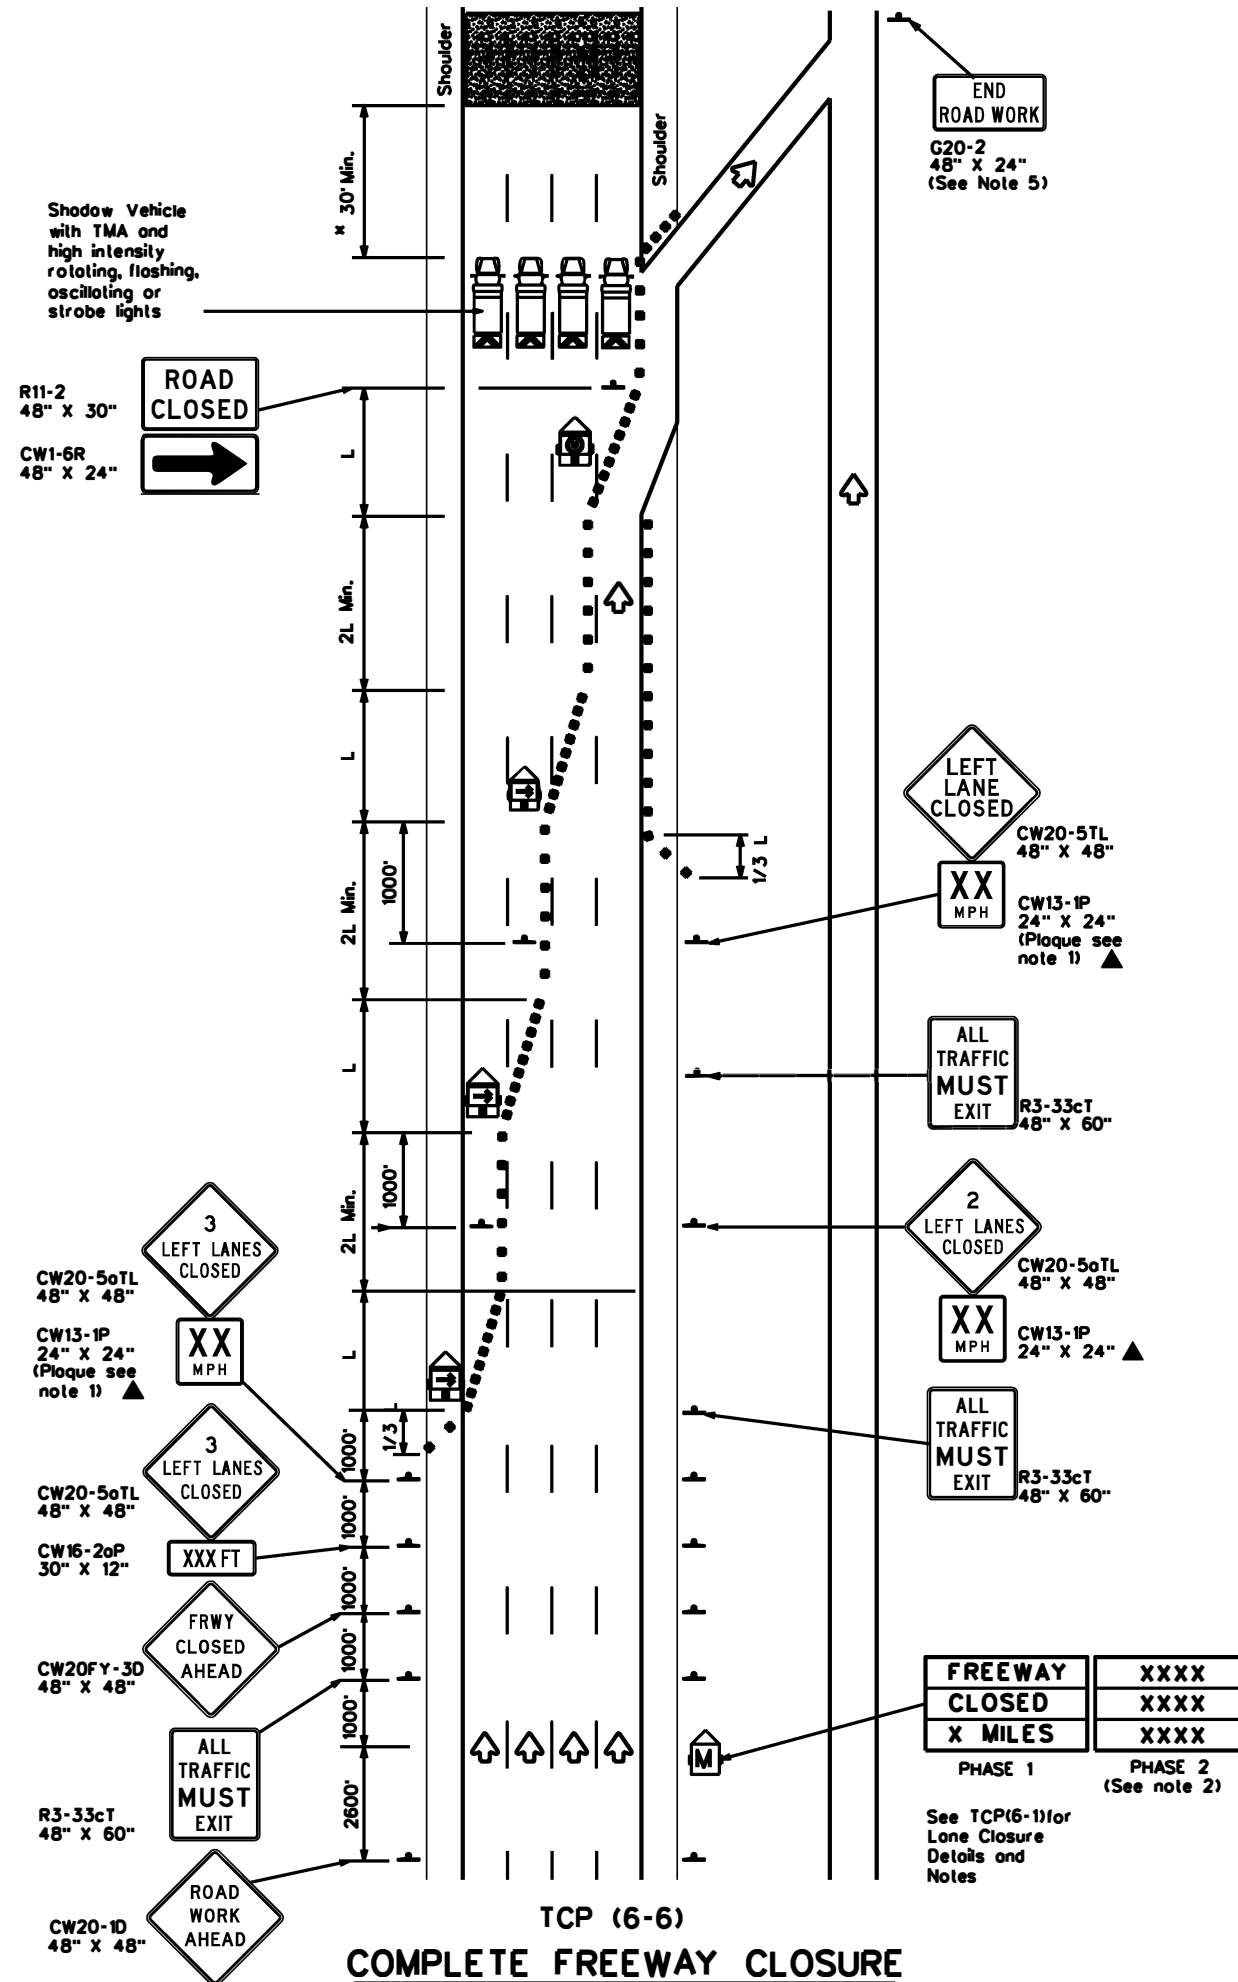 Shoulder
END
ROAD WORK
G20-2
48" X 24"
(See Note 5)
Shoulder
* 30' Min.
Shadow Vehicle
with TMA and
high intensity
rotating, flashing,
oscillating or
strobe lights
ROAD
CLOSED
R11-2
48" X 30"
CW1-6R
48" X 24"
L
2L Min.
L
2L Min.
1000'
1/3 L
LEFT
LANE
CLOSED
CW20-5TL
48" X 48"
XX
MPH
CW13-1P
24" X 24"
(Plaque see
note 1) ▲
L
ALL
TRAFFIC
MUST
EXIT
R3-33cT
48" X 60"
2L Min.
1000'
2
LEFT LANES
CLOSED
CW20-5aTL
48" X 48"
XX
MPH
CW13-1P
24" X 24" ▲
3
LEFT LANES
CLOSED
CW20-5aTL
48" X 48"
XX
MPH
CW13-1P
24" X 24"
(Plaque see
note 1) ▲
L
1/3 L
ALL
TRAFFIC
MUST
EXIT
R3-33cT
48" X 60"
3
LEFT LANES
CLOSED
CW20-5aTL
48" X 48"
XXX FT
CW16-2aP
30" X 12"
1000'
1000'
1000'
1000'
1000'
2600'
FRWY
CLOSED
AHEAD
CW20FY-3D
48" X 48"
ALL
TRAFFIC
MUST
EXIT
R3-33cT
48" X 60"
ROAD
WORK
AHEAD
CW20-1D
48" X 48"
M
FREEWAY
CLOSED
X MILES
PHASE 1
XXXX
XXXX
XXXX
PHASE 2
(See note 2)
See TCP(6-1)for
Lane Closure
Details and
Notes
TCP (6-6)
COMPLETE FREEWAY CLOSURE